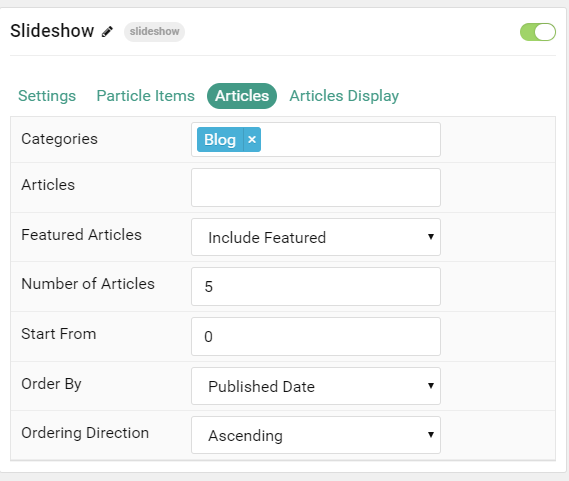 Slideshow slideshow
Settings Particle Items Articles Articles Display
Categories Blog ×
Articles
Featured Articles Include Featured
Number of Articles 5
Start From 0
Order By Published Date
Ordering Direction Ascending